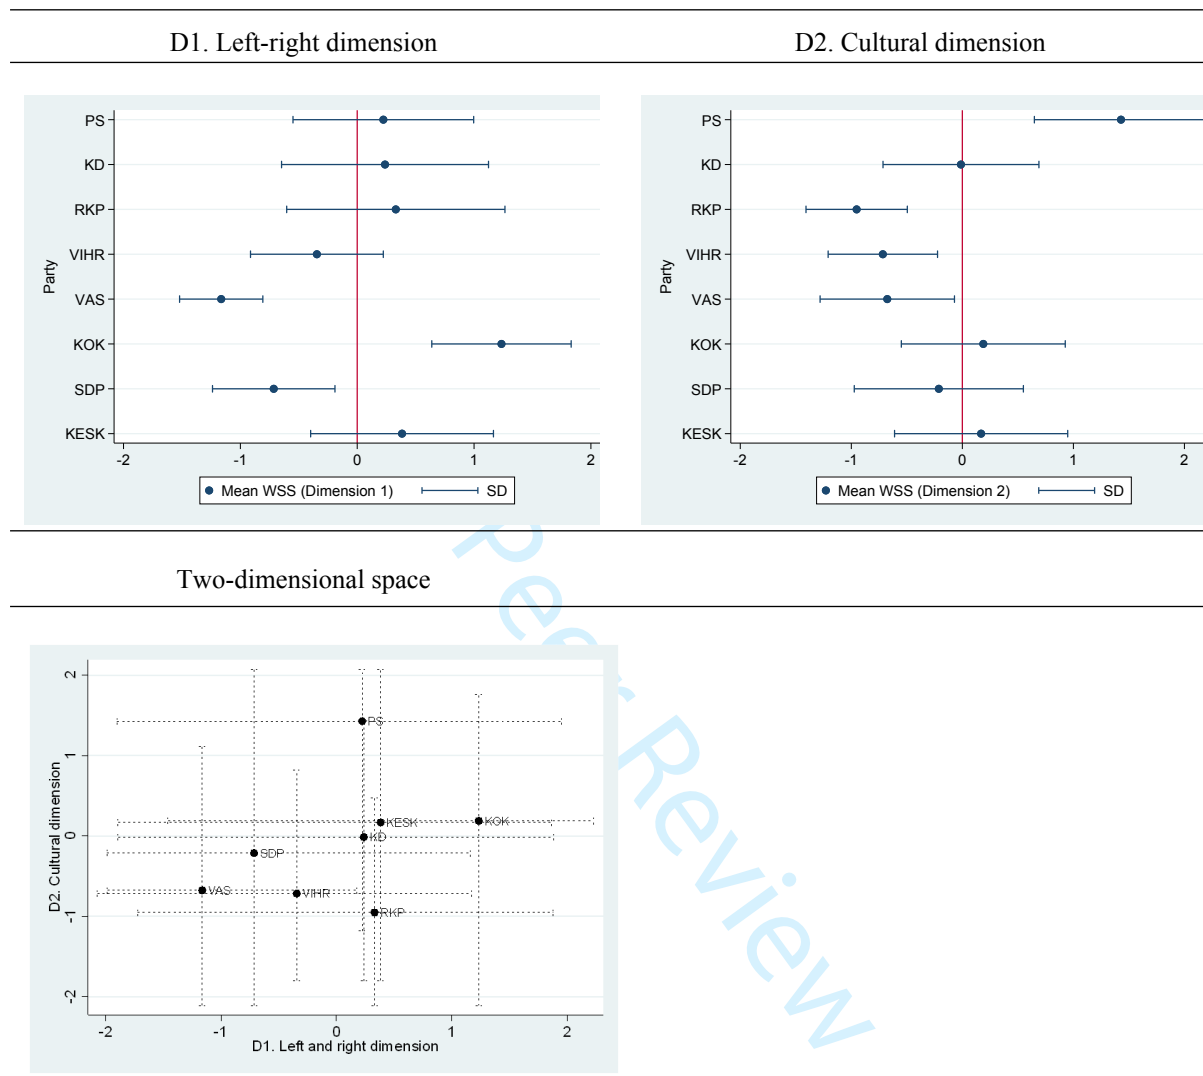 D1. Left-right dimension
D2. Cultural dimension
PS
KD
RKP
VIHR
VAS
KOK
SDP
KESK
Party
-2 -1 0 1 2
Mean WSS (Dimension 1) SD
PS
KD
RKP
VIHR
VAS
KOK
SDP
KESK
Party
-2 -1 0 1 2
Mean WSS (Dimension 2) SD
Peer Review
Two-dimensional space
D2. Cultural dimension
2
1
0
-1
-2
PS
KESK
KOK
KD
SDP
VAS
VIHR
RKP
-2 -1 0 1 2
D1. Left and right dimension